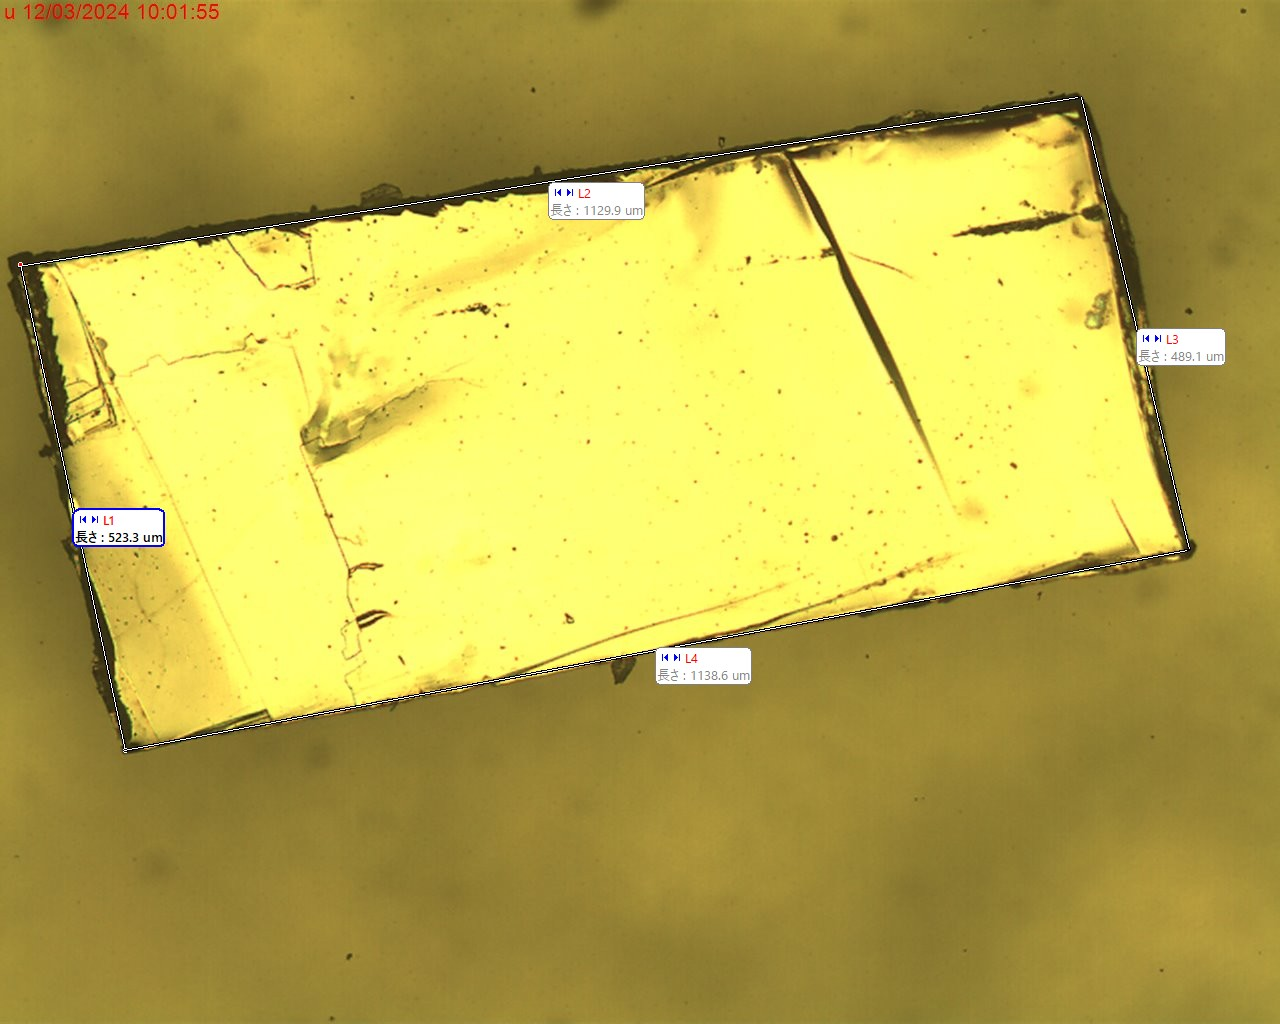 u 12/03/2024 10:01:55
L2
長さ : 1129.9 um
L3
長さ : 489.1 um
L1
長さ : 523.3 um
L4
長さ : 1138.6 um